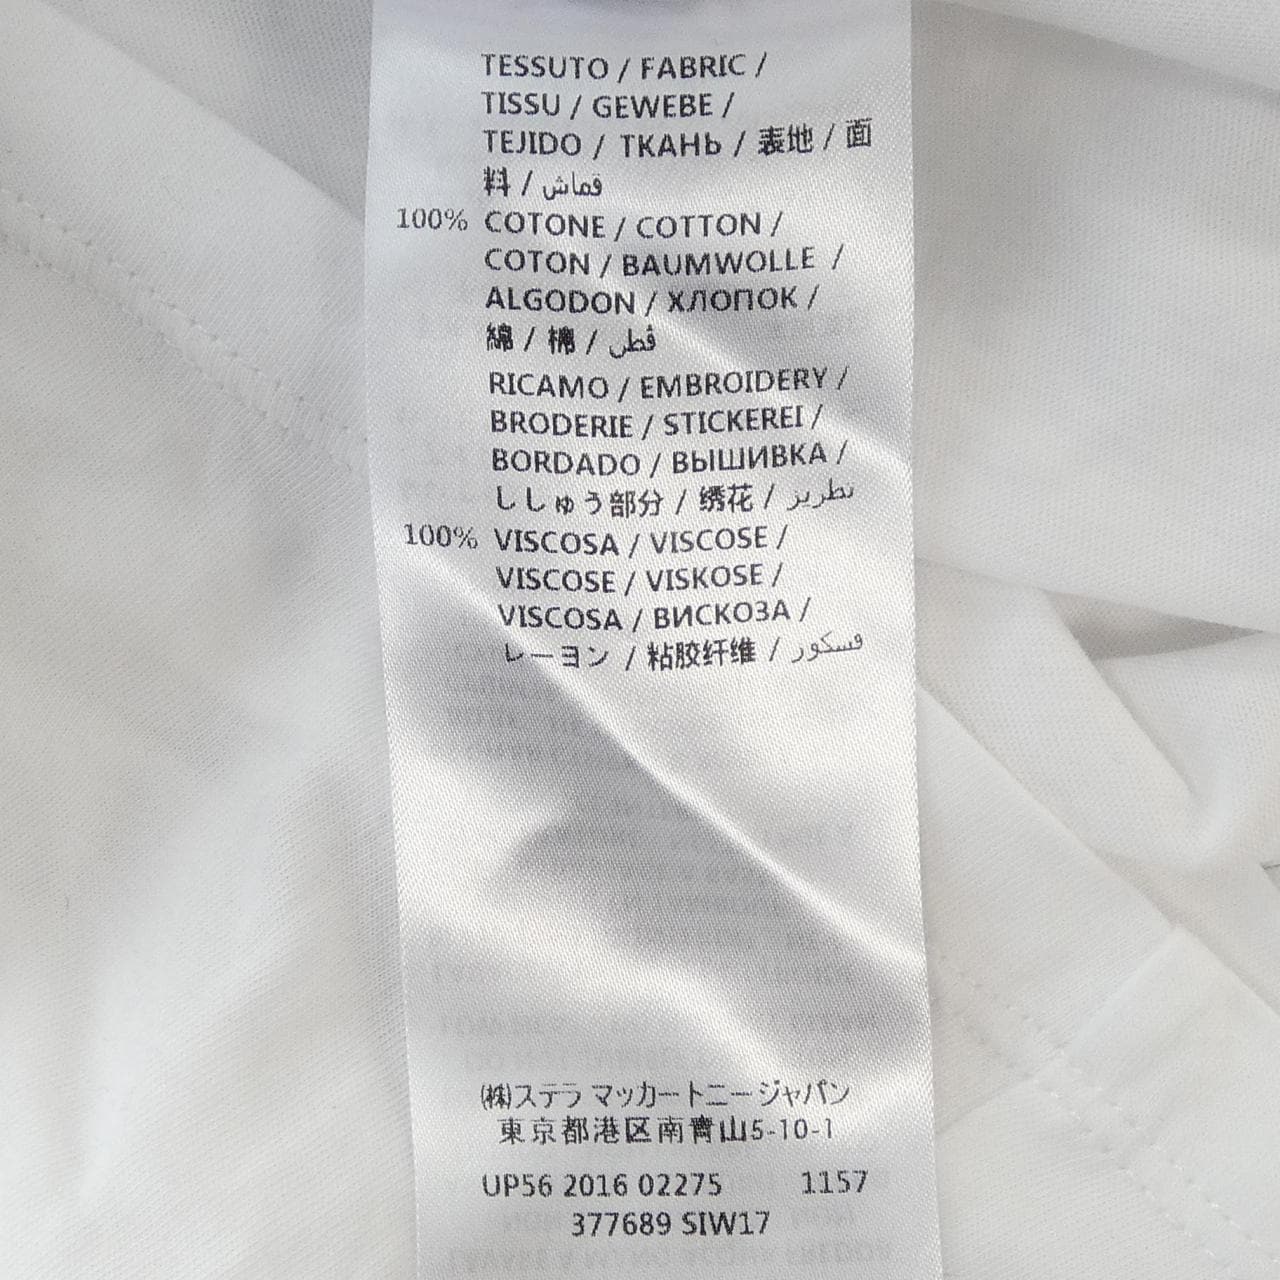 TESSUTO / FABRIC /
TISSU / GEWEBE /
TEJIDO / ТКАНЬ / 表地 / 面
料 / قماش
100% COTONE / COTTON /
COTON / BAUMWOLLE /
ALGODON / ХЛОПОК /
綿 / 棉 / قطن
RICAMO / EMBROIDERY /
BRODERIE / STICKEREI /
BORDADO / ВЫШИВКА /
ししゅう部分 / 绣花 / تطريز
100% VISCOSA / VISCOSE /
VISCOSE / VISKOSE /
VISCOSA / ВИСКОЗА /
レーヨン / 粘胶纤维 / فسكور
(株)ステラ マッカートニージャパン
東京都港区南青山5-10-1
UP56 2016 02275 1157
377689 SIW17